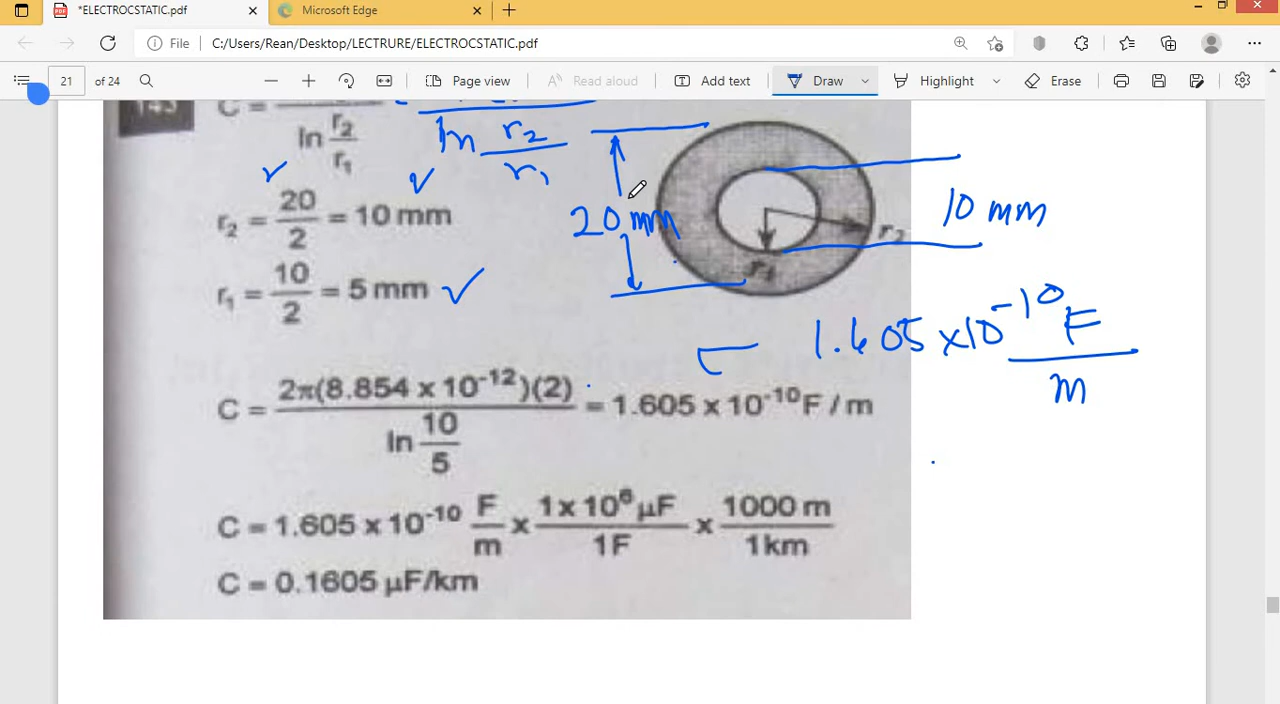 *ELECTROCSTATIC.pdf
Microsoft Edge
File C:/Users/Rean/Desktop/LECTRURE/ELECTROCSTATIC.pdf
21 of 24 Page view Read aloud Add text Draw Highlight Erase
C =
ln r2/r1
ln r2/r1
r2 = 20/2 = 10 mm
20 mm
10 mm
r2
r1
r1 = 10/2 = 5 mm
1.605 x10^-10 F/m
C = 2π(8.854 x 10^-12)(2) / ln 10/5 = 1.605 x 10^-10 F / m
C = 1.605 x 10^-10 F/m x 1x 10^6 μF/1F x 1000 m/1km
C = 0.1605 μF/km